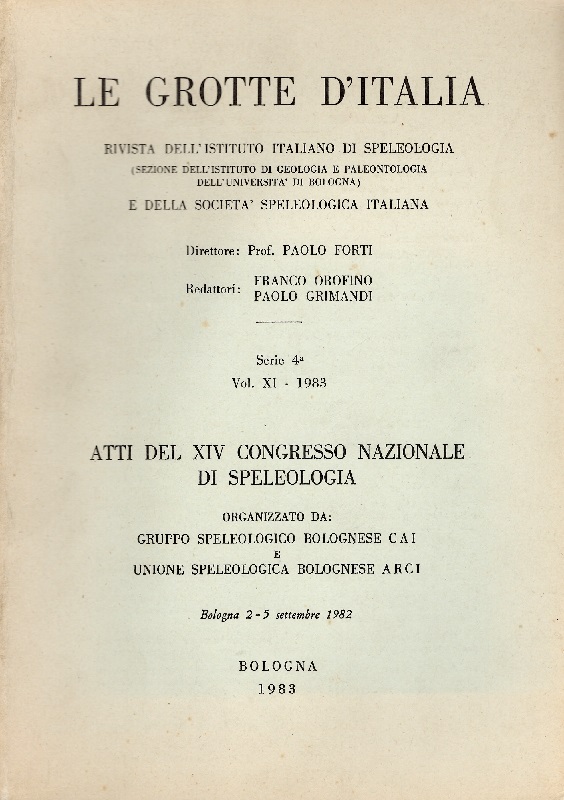 LE GROTTE D'ITALIA
RIVISTA DELL'ISTITUTO ITALIANO DI SPELEOLOGIA
(SEZIONE DELL'ISTITUTO DI GEOLOGIA E PALEONTOLOGIA
DELL'UNIVERSITA' DI BOLOGNA)
E DELLA SOCIETA' SPELEOLOGICA ITALIANA
Direttore: Prof. PAOLO FORTI
Redattori: FRANCO OROFINO
PAOLO GRIMANDI
Serie 4ª
Vol. XI - 1983
ATTI DEL XIV CONGRESSO NAZIONALE
DI SPELEOLOGIA
ORGANIZZATO DA:
GRUPPO SPELEOLOGICO BOLOGNESE CAI
E
UNIONE SPELEOLOGICA BOLOGNESE ARCI
Bologna 2-5 settembre 1982
BOLOGNA
1983